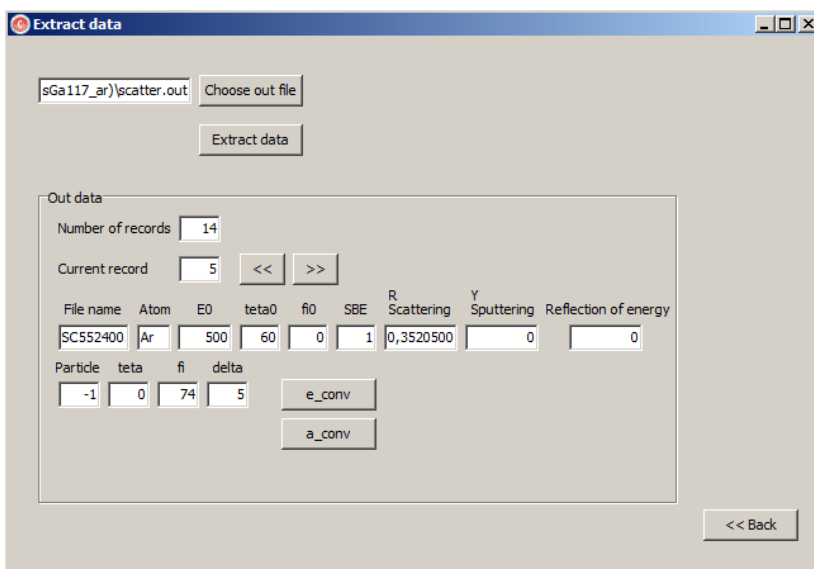 Extract data
sGa117_ar)\scatter.out Choose out file
Extract data
Out data
Number of records 14
Current record 5 << >>
File name Atom E0 teta0 fi0 SBE R Scattering Y Sputtering Reflection of energy
SC552400 Ar 500 60 0 1 0,3520500 0 0
Particle teta fi delta
-1 0 74 5 e_conv
a_conv
<< Back